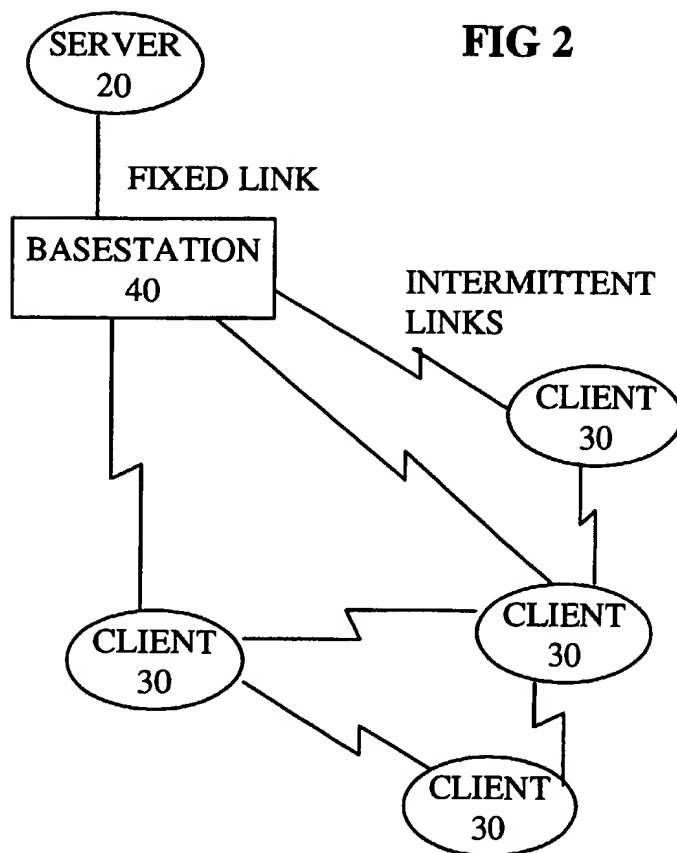 FIG 2
SERVER
20
FIXED LINK
BASESTATION
40
INTERMITTENT
LINKS
CLIENT
30
CLIENT
30
CLIENT
30
CLIENT
30